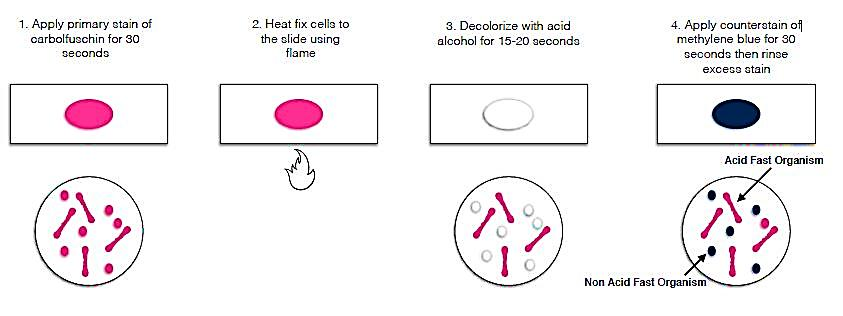 1. Apply primary stain of
carbolfuschin for 30
seconds
2. Heat fix cells to
the slide using
flame
3. Decolorize with acid
alcohol for 15-20 seconds
4. Apply counterstain of
methylene blue for 30
seconds then rinse
excess stain
Acid Fast Organism
Non Acid Fast Organism